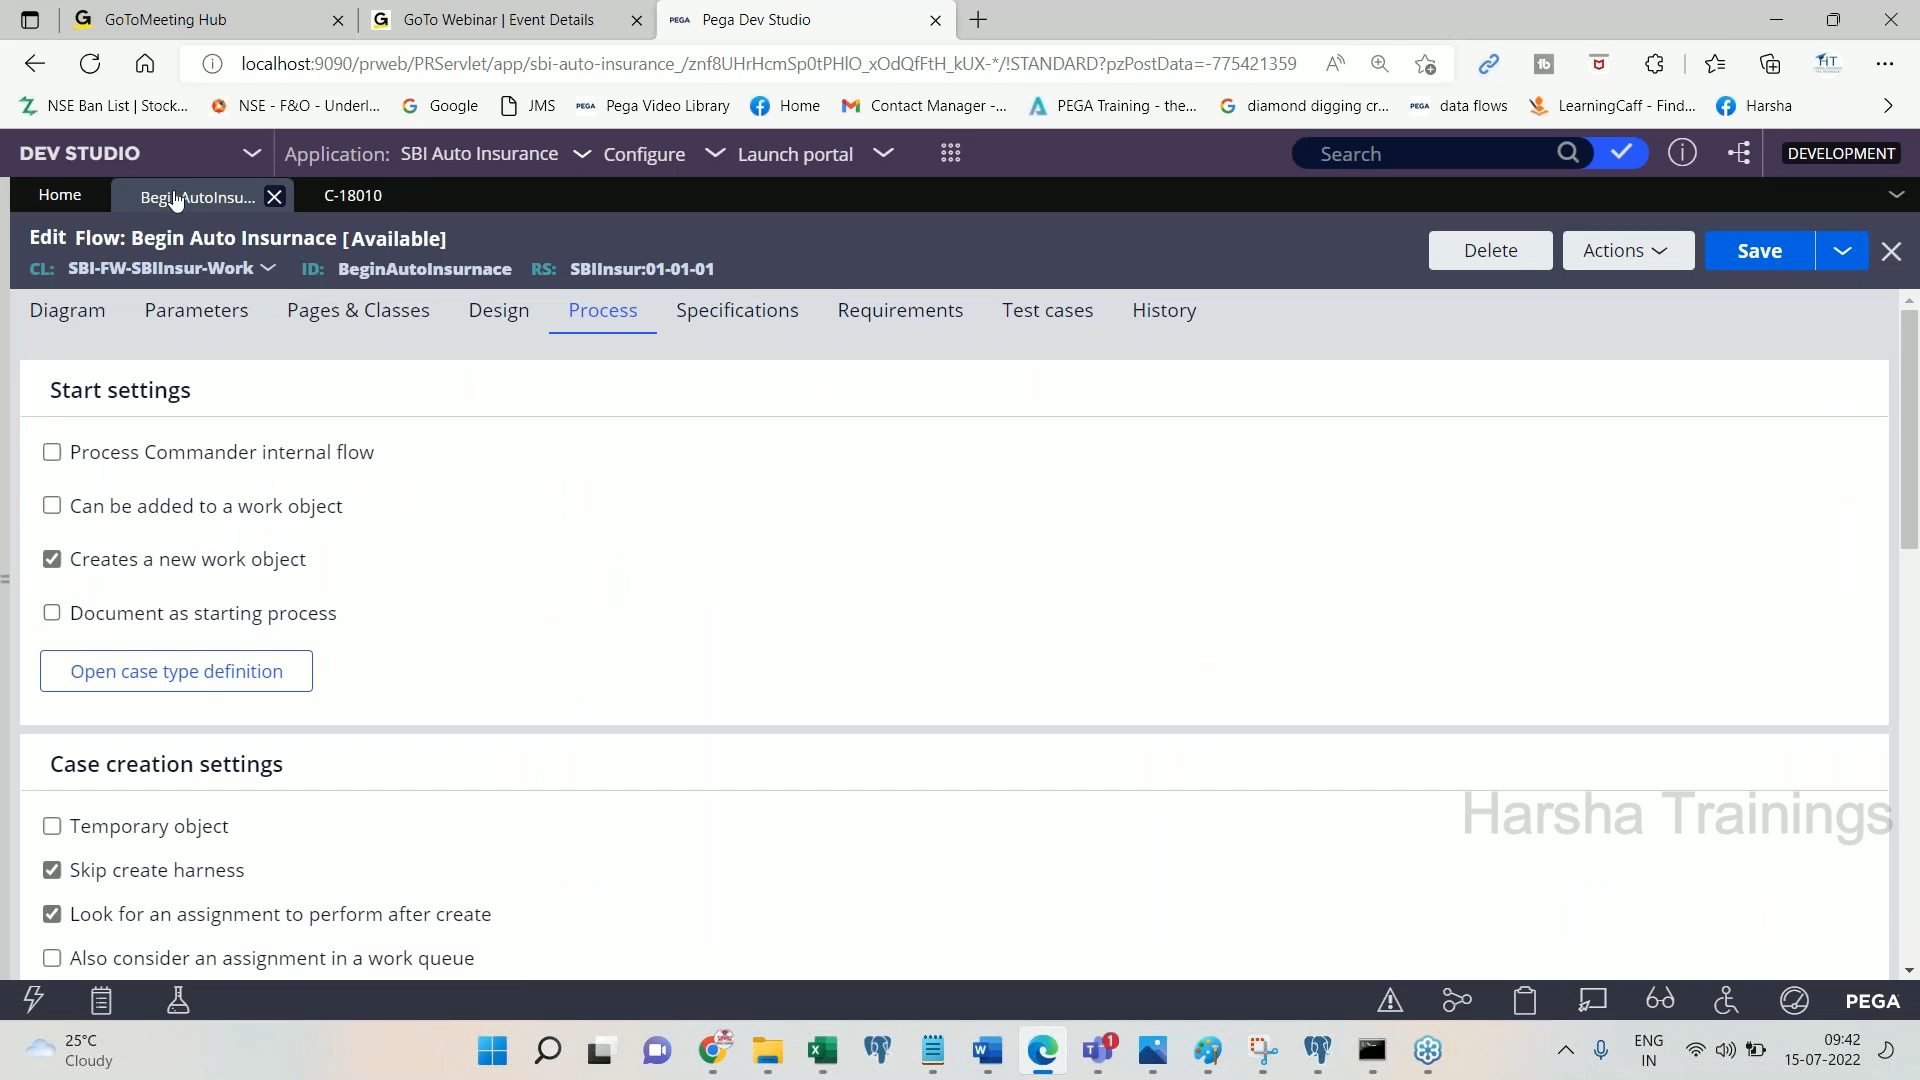 GoToMeeting Hub
GoTo Webinar | Event Details
PEGA Pega Dev Studio
localhost:9090/prweb/PRServlet/app/sbi-auto-insurance_/znf8UHrHcmSp0tPHlO_xOdQfFtH_kUX-*/!STANDARD?pzPostData=-775421359
NSE Ban List | Stock...
NSE - F&O - Underl...
Google
JMS
PEGA Pega Video Library
Home
Contact Manager -...
PEGA Training - the...
diamond digging cr...
PEGA data flows
LearningCaff - Find...
Harsha
DEV STUDIO
Application: SBI Auto Insurance
Configure
Launch portal
Search
DEVELOPMENT
Home
BeginAutoInsu...
C-18010
Edit Flow: Begin Auto Insurnace [Available]
CL: SBI-FW-SBIInsur-Work ID: BeginAutoInsurnace RS: SBIInsur:01-01-01
Delete
Actions
Save
Diagram
Parameters
Pages & Classes
Design
Process
Specifications
Requirements
Test cases
History
Start settings
Process Commander internal flow
Can be added to a work object
Creates a new work object
Document as starting process
Open case type definition
Case creation settings
Temporary object
Skip create harness
Look for an assignment to perform after create
Also consider an assignment in a work queue
Harsha Trainings
PEGA
25°C
Cloudy
1
ENG
IN
09:42
15-07-2022